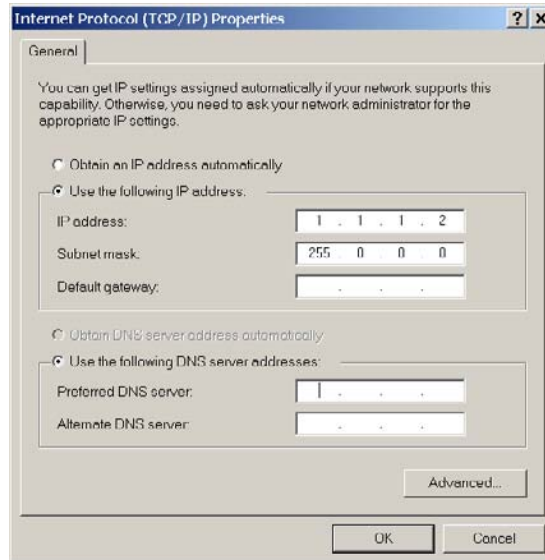 Internet Protocol (TCP/IP) Properties
General
You can get IP settings assigned automatically if your network supports this
capability. Otherwise, you need to ask your network administrator for the
appropriate IP settings.
Obtain an IP address automatically
Use the following IP address:
IP address: 1 . 1 . 1 . 2
Subnet mask: 255 . 0 . 0 . 0
Default gateway: . . .
Obtain DNS server address automatically
Use the following DNS server addresses:
Preferred DNS server: . . .
Alternate DNS server: . . .
Advanced...
OK Cancel